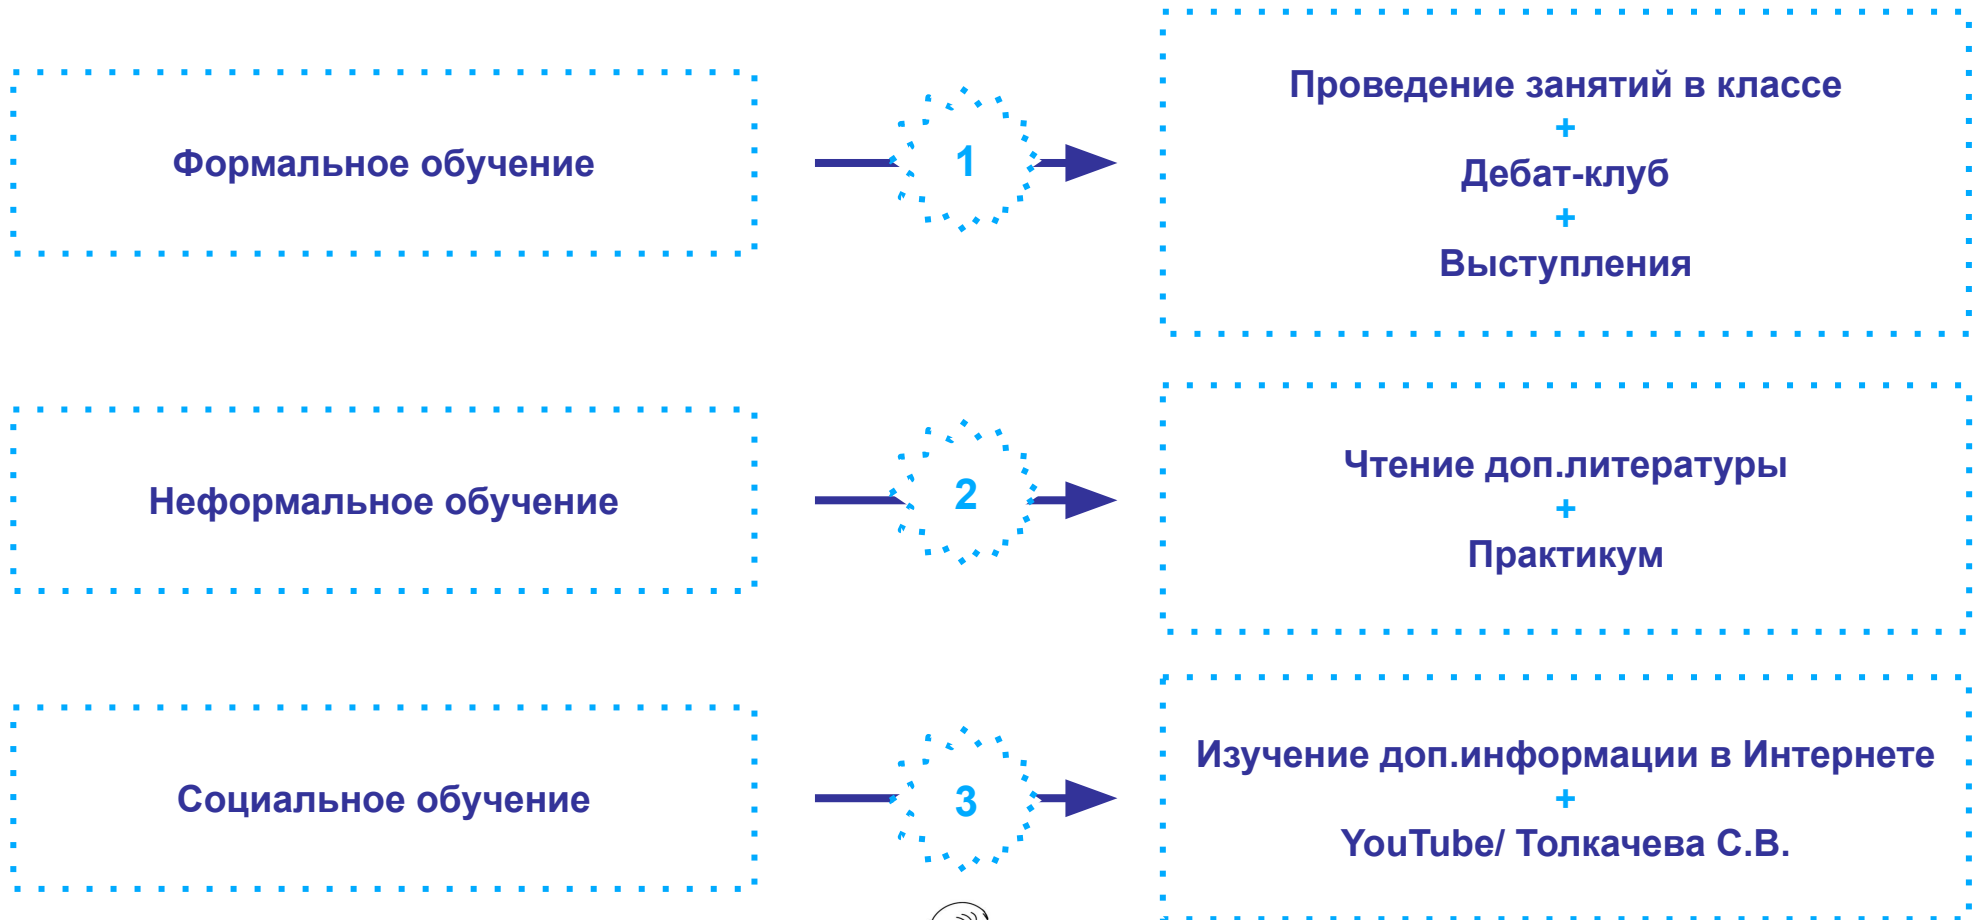 Формальное обучение
1
Проведение занятий в классе
+
Дебат-клуб
+
Выступления
Неформальное обучение
2
Чтение доп.литературы
+
Практикум
Социальное обучение
3
Изучение доп.информации в Интернете
+
YouTube/ Толкачева С.В.